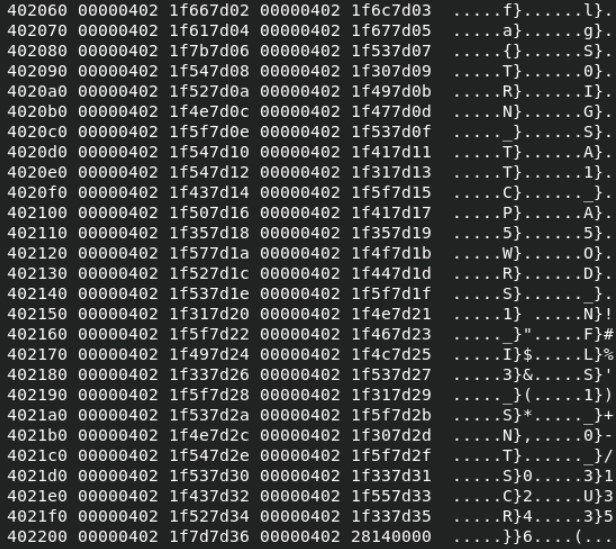 402060 00000402 1f667d02 00000402 1f6c7d03 .....f}......l}.
402070 00000402 1f617d04 00000402 1f677d05 .....a}......g}.
402080 00000402 1f7b7d06 00000402 1f537d07 .....{}......S}.
402090 00000402 1f547d08 00000402 1f307d09 .....T}......0}.
4020a0 00000402 1f527d0a 00000402 1f497d0b .....R}......I}.
4020b0 00000402 1f4e7d0c 00000402 1f477d0d .....N}......G}.
4020c0 00000402 1f5f7d0e 00000402 1f537d0f ....._}......S}.
4020d0 00000402 1f547d10 00000402 1f417d11 .....T}......A}.
4020e0 00000402 1f547d12 00000402 1f317d13 .....T}......1}.
4020f0 00000402 1f437d14 00000402 1f5f7d15 .....C}......_}.
402100 00000402 1f507d16 00000402 1f417d17 .....P}......A}.
402110 00000402 1f357d18 00000402 1f357d19 .....5}......5}.
402120 00000402 1f577d1a 00000402 1f4f7d1b .....W}......O}.
402130 00000402 1f527d1c 00000402 1f447d1d .....R}......D}.
402140 00000402 1f537d1e 00000402 1f5f7d1f .....S}......_}.
402150 00000402 1f317d20 00000402 1f4e7d21 .....1} .....N}!
402160 00000402 1f5f7d22 00000402 1f467d23 ....._}".....F}#
402170 00000402 1f497d24 00000402 1f4c7d25 .....I}$.....L}%
402180 00000402 1f337d26 00000402 1f537d27 .....3}&.....S}'
402190 00000402 1f5f7d28 00000402 1f317d29 ....._}(.....1})
4021a0 00000402 1f537d2a 00000402 1f5f7d2b .....S}*....._}+
4021b0 00000402 1f4e7d2c 00000402 1f307d2d .....N},.....0}-
4021c0 00000402 1f547d2e 00000402 1f5f7d2f .....T}......_}/
4021d0 00000402 1f537d30 00000402 1f337d31 .....S}0.....3}1
4021e0 00000402 1f437d32 00000402 1f557d33 .....C}2.....U}3
4021f0 00000402 1f527d34 00000402 1f337d35 .....R}4.....3}5
402200 00000402 1f7d7d36 00000402 28140000 .....}}6....(...